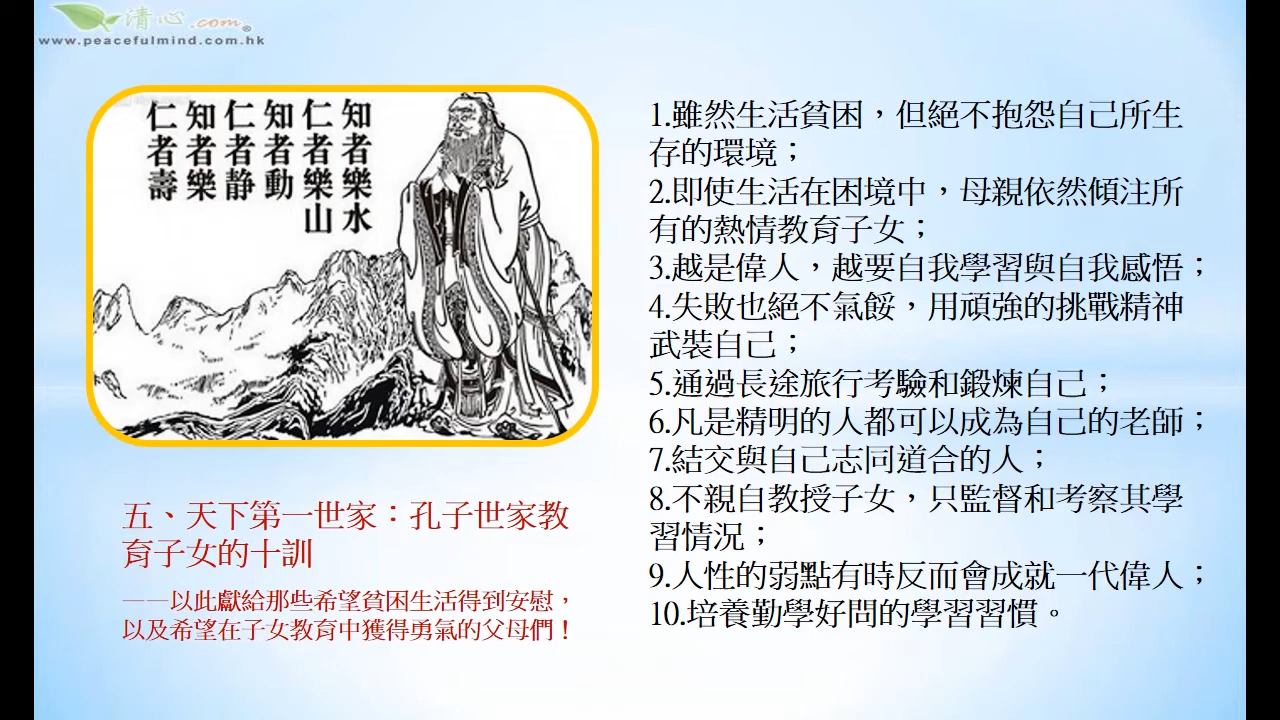 清心.com
www.peacefulmind.com.hk
知者樂水
仁者樂山
知者動
仁者静
知者樂
仁者壽
五、天下第一世家：孔子世家教
育子女的十訓
——以此獻給那些希望貧困生活得到安慰，
以及希望在子女教育中獲得勇氣的父母們！
1.雖然生活貧困，但絕不抱怨自己所生
存的環境；
2.即使生活在困境中，母親依然傾注所
有的熱情教育子女；
3.越是偉人，越要自我學習與自我感悟；
4.失敗也絕不氣餒，用頑強的挑戰精神
武裝自己；
5.通過長途旅行考驗和鍛煉自己；
6.凡是精明的人都可以成為自己的老師；
7.結交與自己志同道合的人；
8.不親自教授子女，只監督和考察其學
習情況；
9.人性的弱點有時反而會成就一代偉人；
10.培養勤學好問的學習習慣。